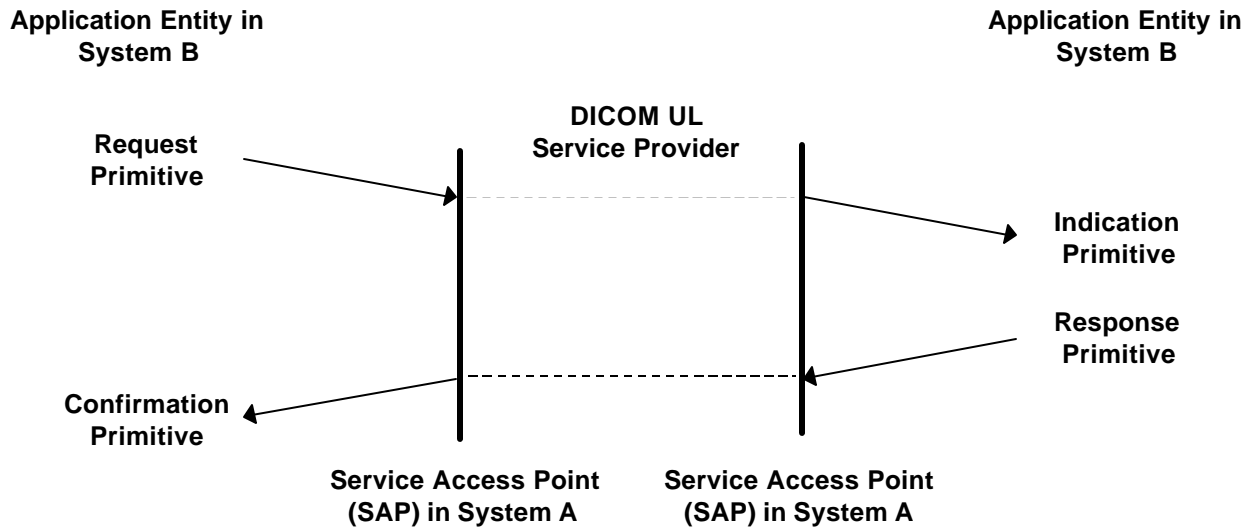 Application Entity in
System B
Application Entity in
System B
DICOM UL
Service Provider
Request
Primitive
Indication
Primitive
Response
Primitive
Confirmation
Primitive
Service Access Point
(SAP) in System A
Service Access Point
(SAP) in System A